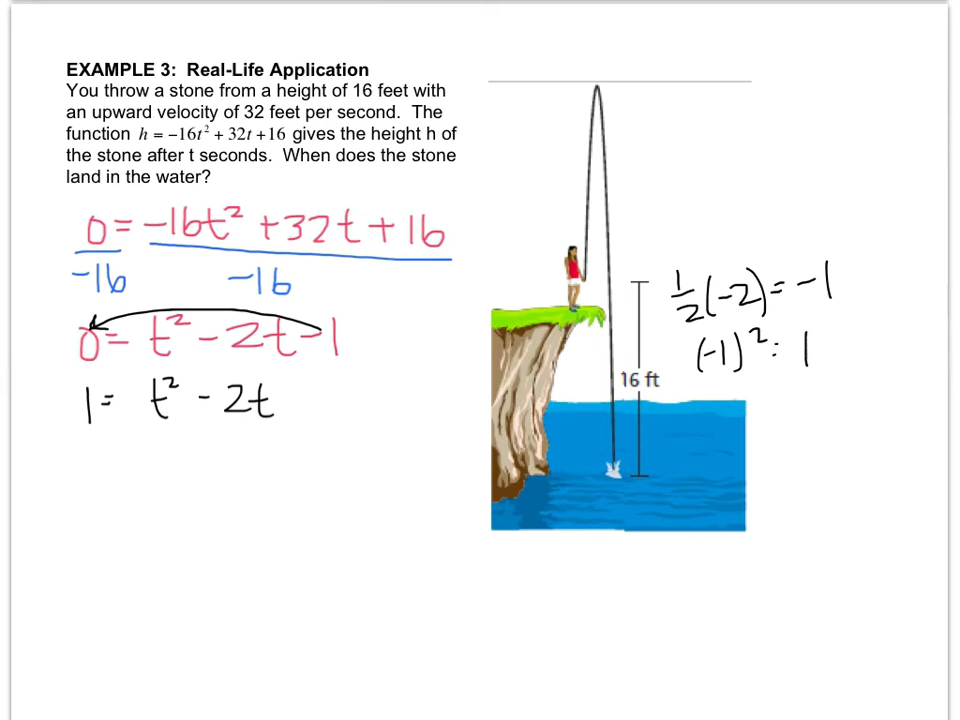 EXAMPLE 3: Real-Life Application
You throw a stone from a height of 16 feet with
an upward velocity of 32 feet per second. The
function h = −16t² + 32t + 16 gives the height h of
the stone after t seconds. When does the stone
land in the water?
0 = -16t² + 32t + 16
-16 -16
0 = t² - 2t - 1
1 = t² - 2t
16 ft
1/2(-2) = -1
(-1)² = 1